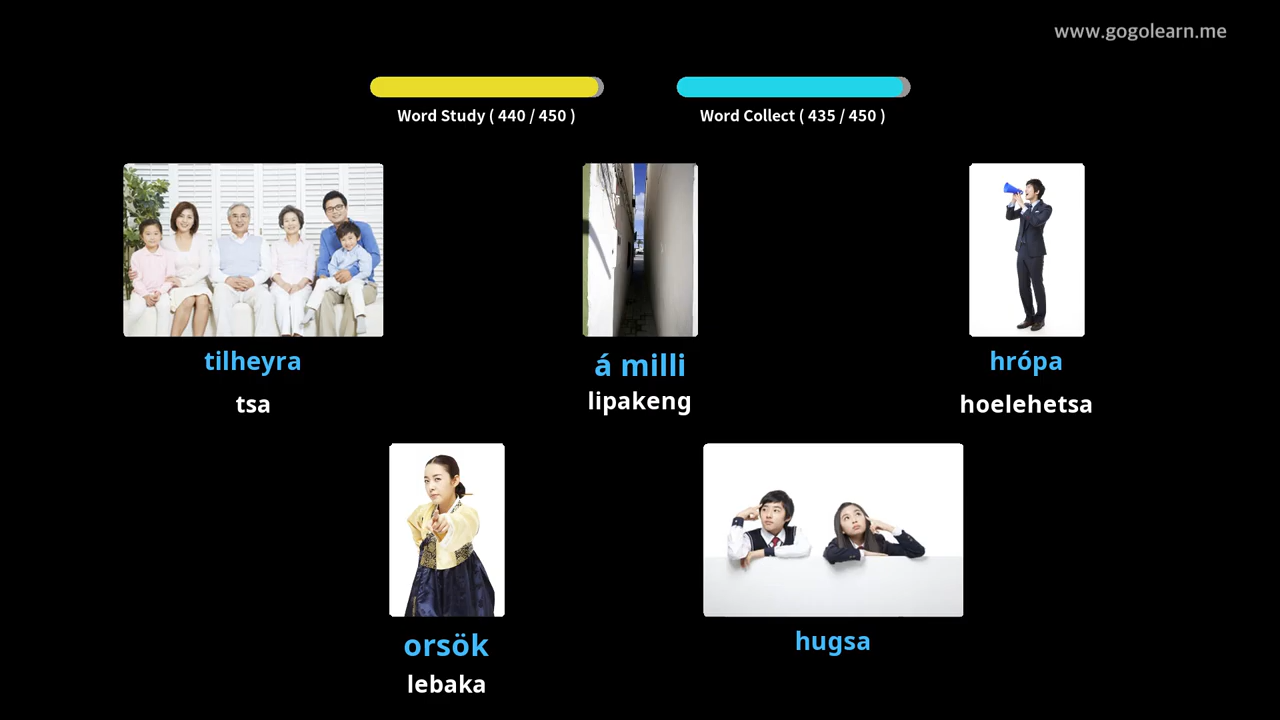 www.gogolearn.me
Word Study ( 440 / 450 )
Word Collect ( 435 / 450 )
tilheyra
tsa
á milli
lipakeng
hrópa
hoelehetsa
orsök
lebaka
hugsa